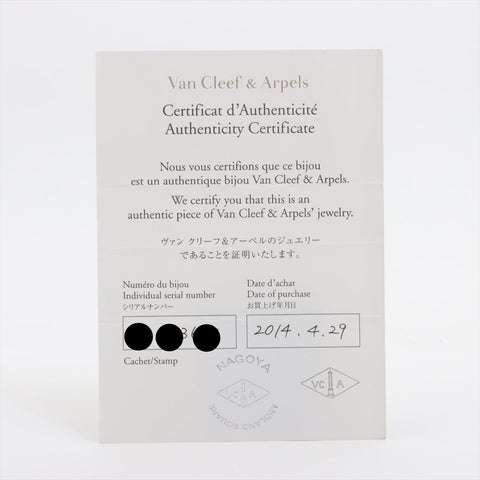 Van Cleef & Arpels
Certificat d'Authenticité
Authenticity Certificate
Nous vous certifions que ce bijou
est un authentique bijou Van Cleef & Arpels.
We certify you that this is an
authentic piece of Van Cleef & Arpels' jewelry.
ヴァン クリーフ&アーペルのジュエリー
であることを証明いたします。
Numéro du bijou
Individual serial number
シリアルナンバー
Date d'achat
Date of purchase
お買上げ年月日
2014.4.29
Cachet/Stamp
NAGOYA
VC A
MIDLAND SQUARE
VC A